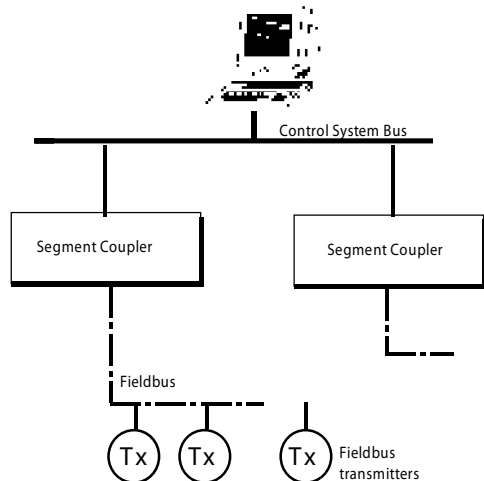 Control System Bus
Segment Coupler
Segment Coupler
Fieldbus
Tx
Tx
Tx
Fieldbus
transmitters